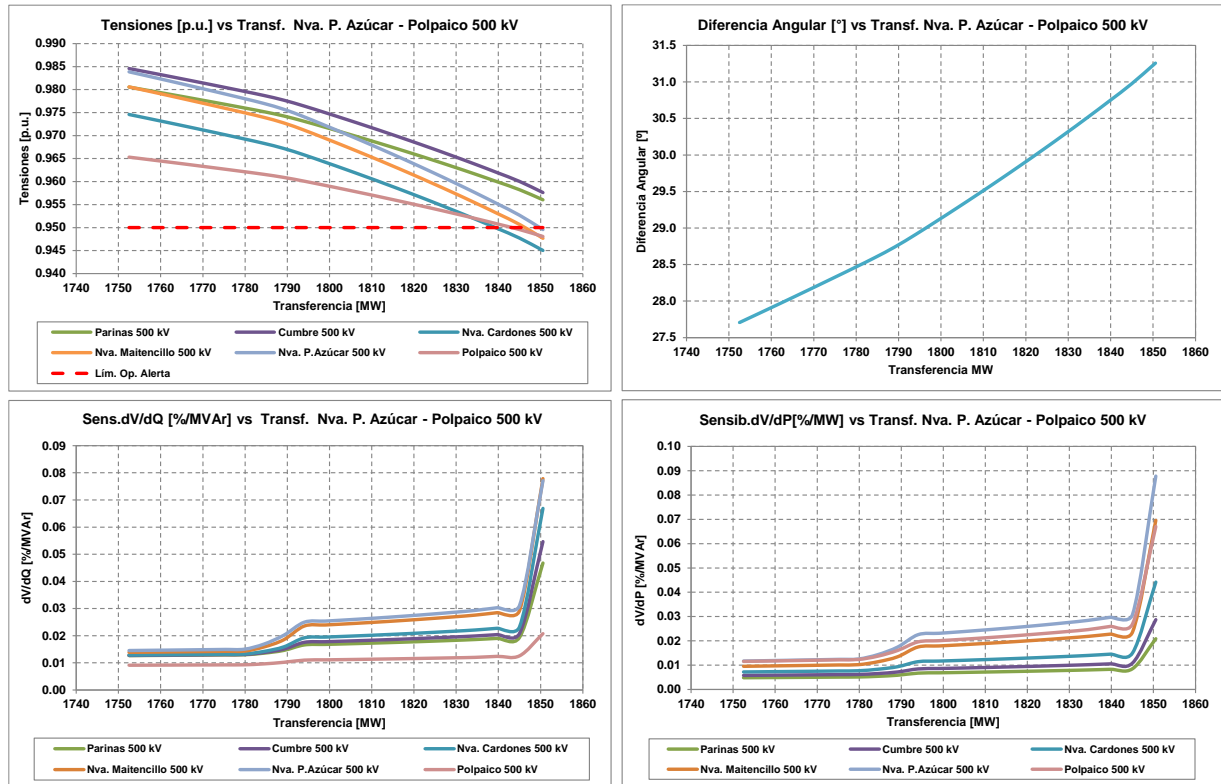 Tensiones [p.u.] vs Transf.  Nva. P. Azúcar - Polpaico 500 kV
0.990
0.985
0.980
0.975
0.970
0.965
0.960
0.955
0.950
0.945
0.940
Tensiones [p.u.]
1740 1750 1760 1770 1780 1790 1800 1810 1820 1830 1840 1850 1860
Transferencia [MW]
Parinas 500 kV Cumbre 500 kV Nva. Cardones 500 kV
Nva. Maitencillo 500 kV Nva. P.Azúcar 500 kV Polpaico 500 kV
Lím. Op. Alerta
Diferencia Angular [°] vs Transf. Nva. P. Azúcar - Polpaico 500 kV
31.5
31.0
30.5
30.0
29.5
29.0
28.5
28.0
27.5
Diferencia Angular [°]
1740 1750 1760 1770 1780 1790 1800 1810 1820 1830 1840 1850 1860
Transferencia MW
Sens.dV/dQ [%/MVAr] vs  Transf.  Nva. P. Azúcar - Polpaico 500 kV
0.09
0.08
0.07
0.06
0.05
0.04
0.03
0.02
0.01
0.00
dV/dQ [%/MVAr]
1740 1750 1760 1770 1780 1790 1800 1810 1820 1830 1840 1850 1860
Transferencia [MW]
Parinas 500 kV Cumbre 500 kV Nva. Cardones 500 kV
Nva. Maitencillo 500 kV Nva. P.Azúcar 500 kV Polpaico 500 kV
Sensib.dV/dP[%/MW] vs Transf. Nva. P. Azúcar - Polpaico 500 kV
0.10
0.09
0.08
0.07
0.06
0.05
0.04
0.03
0.02
0.01
0.00
dV/dP [%/MVAr]
1740 1750 1760 1770 1780 1790 1800 1810 1820 1830 1840 1850 1860
Transferencia [MW]
Parinas 500 kV Cumbre 500 kV Nva. Cardones 500 kV
Nva. Maitencillo 500 kV Nva. P.Azúcar 500 kV Polpaico 500 kV